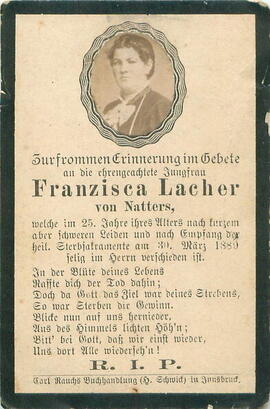 Zur frommen Erinnerung im Gebete
an die ehrengeachtete Jungfrau
Franzisca Lacher
von Natters,
welche im 25. Jahre ihres Alters nach kurzem
aber schweren Leiden und nach Empfang der
heil. Sterbsakramente am 30. März 1889
selig im Herrn verschieden ist.
In der Blüte deines Lebens
Raffte dich der Tod dahin;
Doch da Gott das Ziel war deines Strebens,
So war Sterben dir Gewinn.
Blicke nun auf uns hernieder,
Aus des Himmels lichten Höh'n;
Bitt' bei Gott, daß wir einst wieder,
Uns dort Alle wiederseh'n!
R. I. P.
Carl Rauchs Buchhandlung (H. Schwick) in Innsbruck.